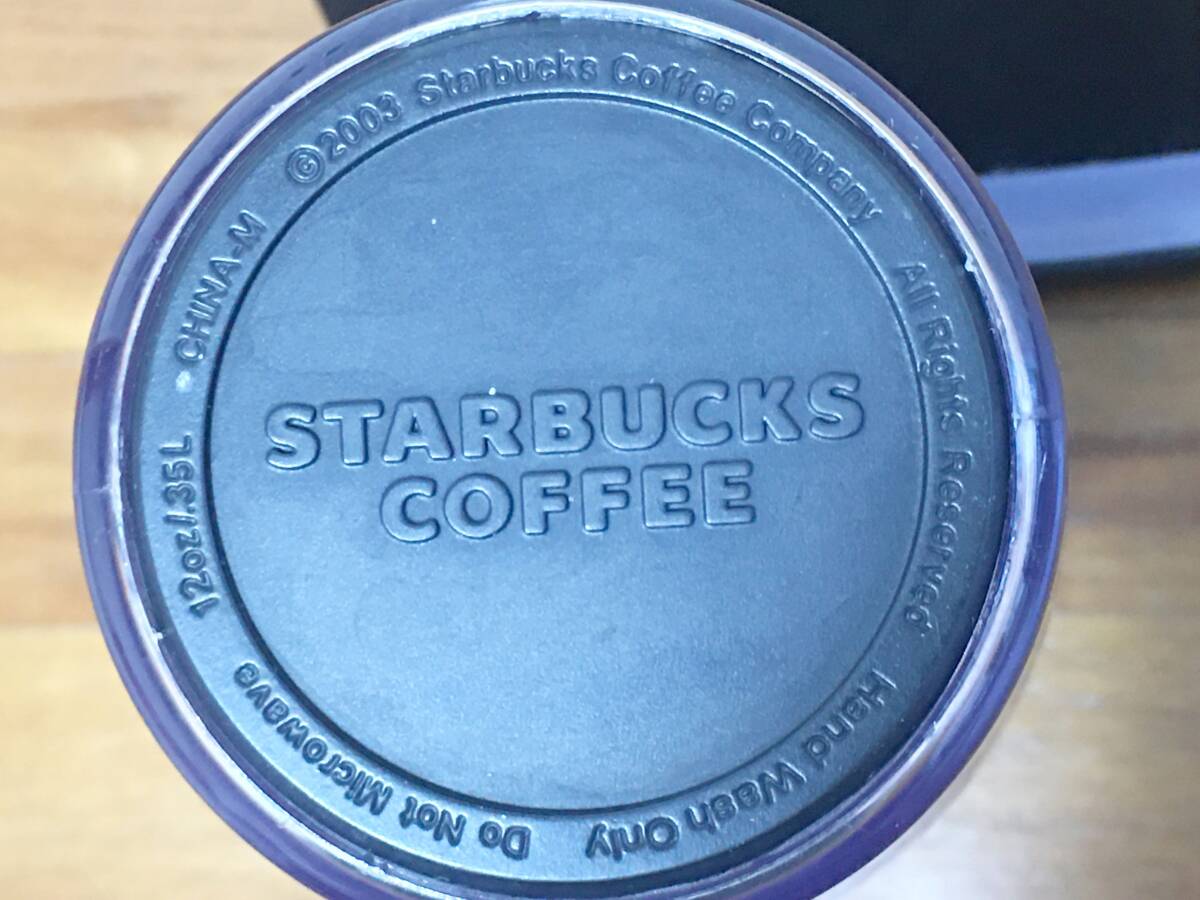 ©2003 Starbucks Coffee Company
All Rights Reserved
Hand Wash Only
Do Not Microwave
12oz/.35L
CHINA-M
STARBUCKS
COFFEE